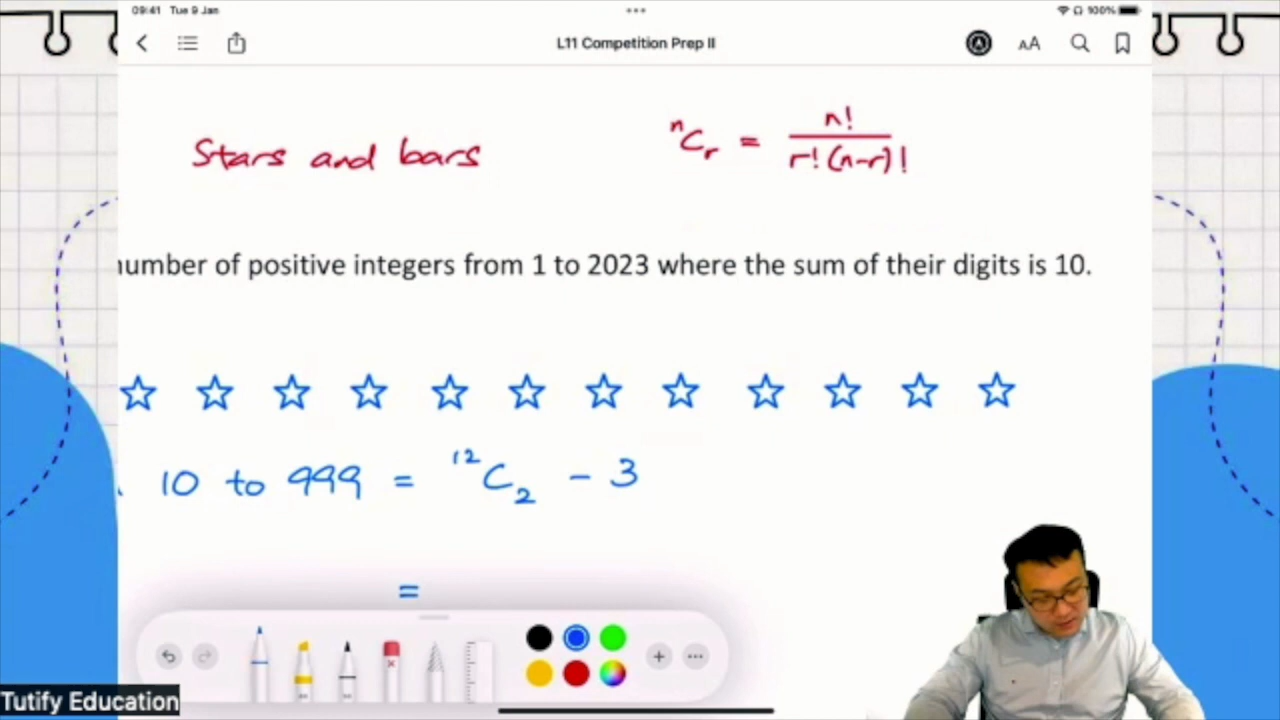 09:41 Tue 9 Jan
100%
L11 Competition Prep II
AA
Stars and bars
ⁿCᵣ = n! / r!(n-r)!
number of positive integers from 1 to 2023 where the sum of their digits is 10.
10 to 999 = ¹²C₂ - 3
=
Tutify Education